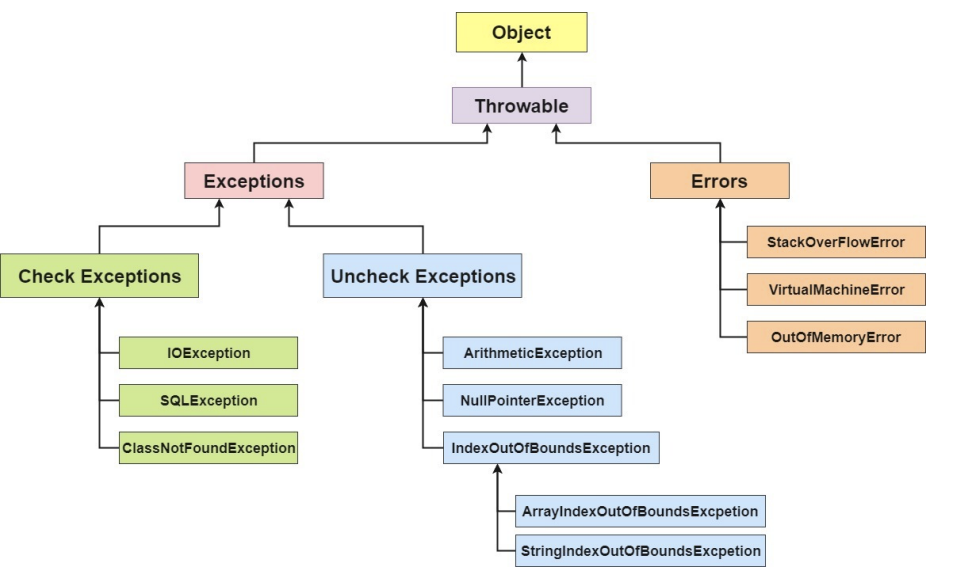 Object
Throwable
Exceptions
Errors
StackOverFlowError
VirtualMachineError
OutOfMemoryError
Check Exceptions
Uncheck Exceptions
IOException
SQLException
ClassNotFoundException
ArithmeticException
NullPointerException
IndexOutOfBoundsException
ArrayIndexOutOfBoundsExcpetion
StringIndexOutOfBoundsExcpetion